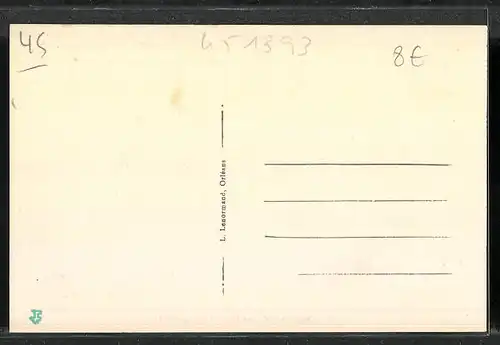 45
451393
8€
L. Lenormand, Orléans